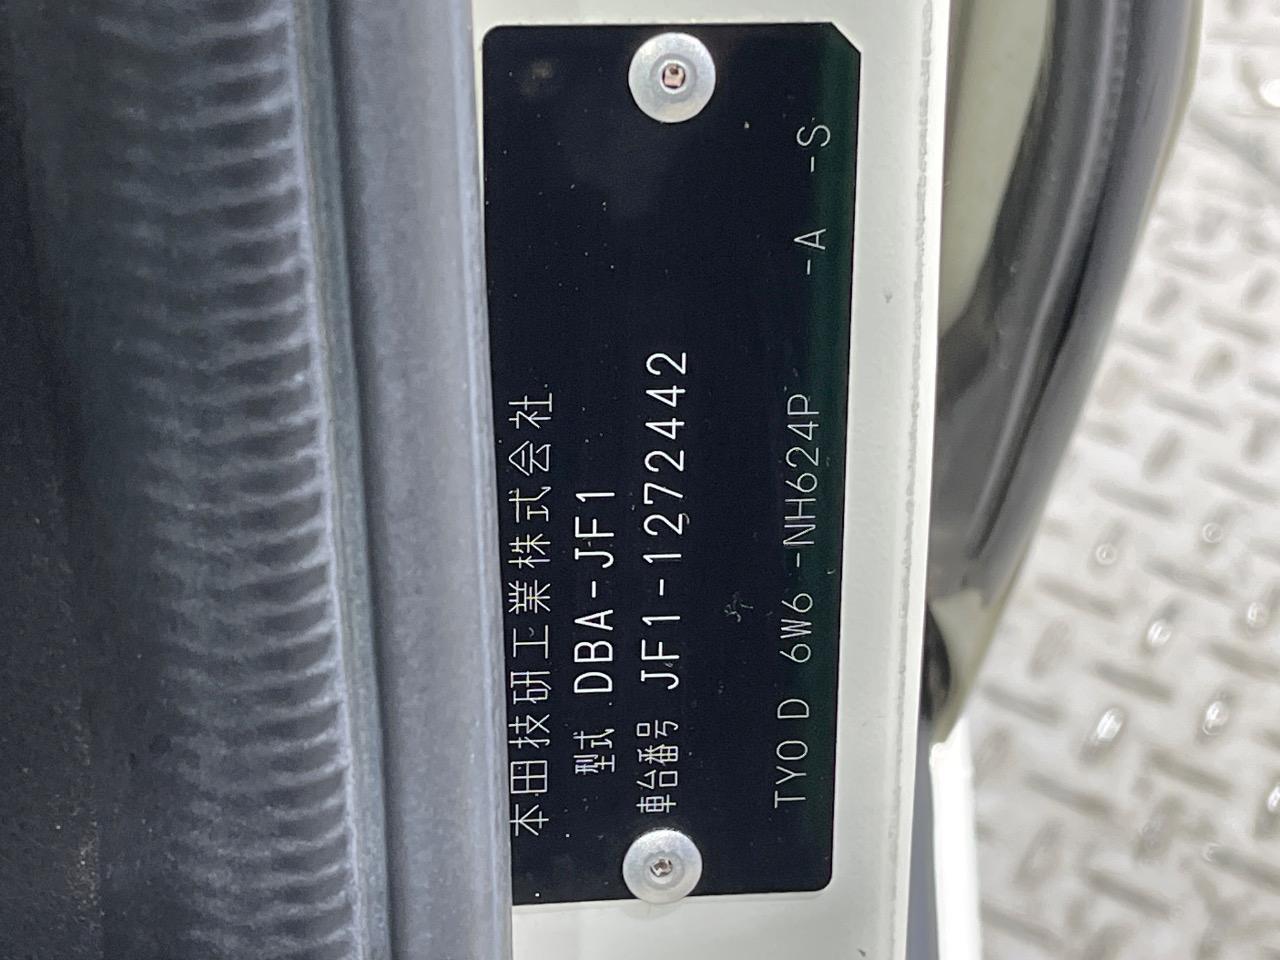 本田技研工業株式会社
型式 DBA-JF1
車台番号 JF1-1272442
TY0 D 6W6 -NH624P -A -S